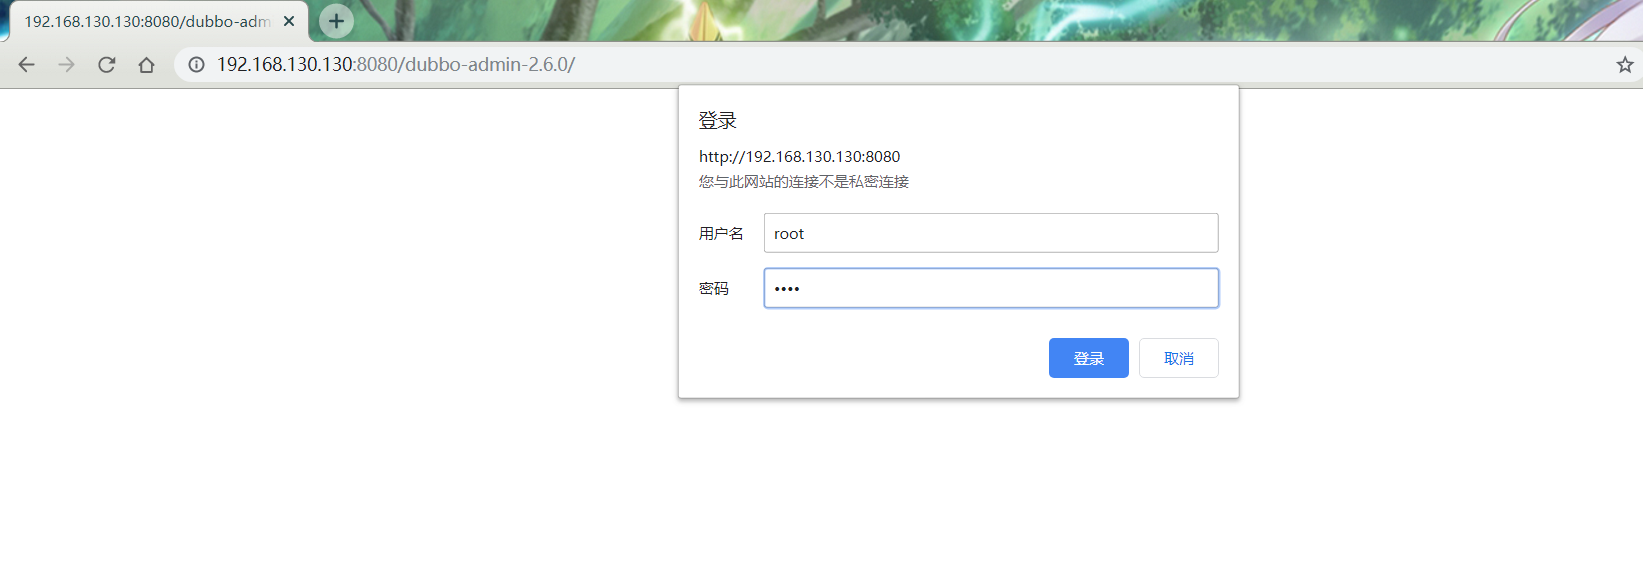 192.168.130.130:8080/dubbo-adm
192.168.130.130:8080/dubbo-admin-2.6.0/
登录
http://192.168.130.130:8080
您与此网站的连接不是私密连接
用户名 root
密码 ••••
登录 取消